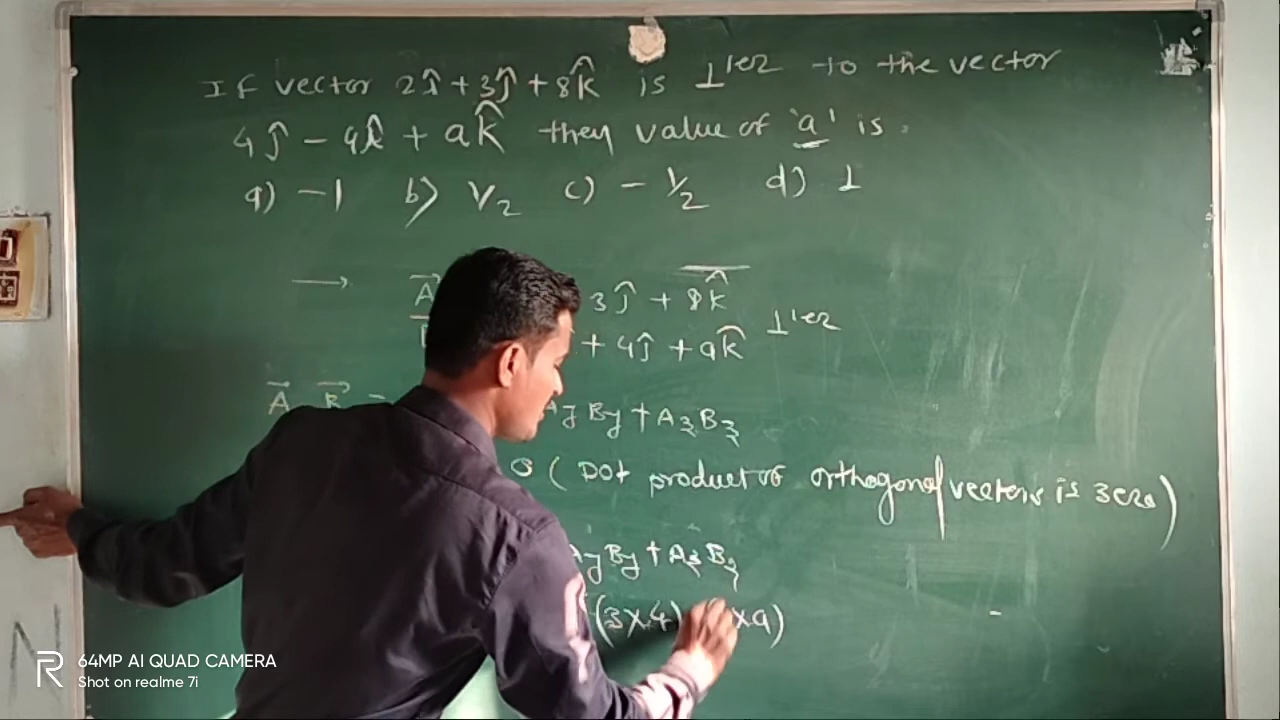 If vector 2î + 3ĵ + 8k̂ is ⊥'er to the vector
4ĵ - 4î + ak̂ then value of 'a' is.
a) -1 b) 1/2 c) - 1/2 d) 1
→ A⃗ 3ĵ + 8k̂
+ 4ĵ + ak̂ ⊥'er
A⃗ B⃗ = AyBy + AzBz
0 (Dot product of orthogonal vectors is zero)
AyBy + AzBz
(3×4) ×a)
R 64MP AI QUAD CAMERA
Shot on realme 7i